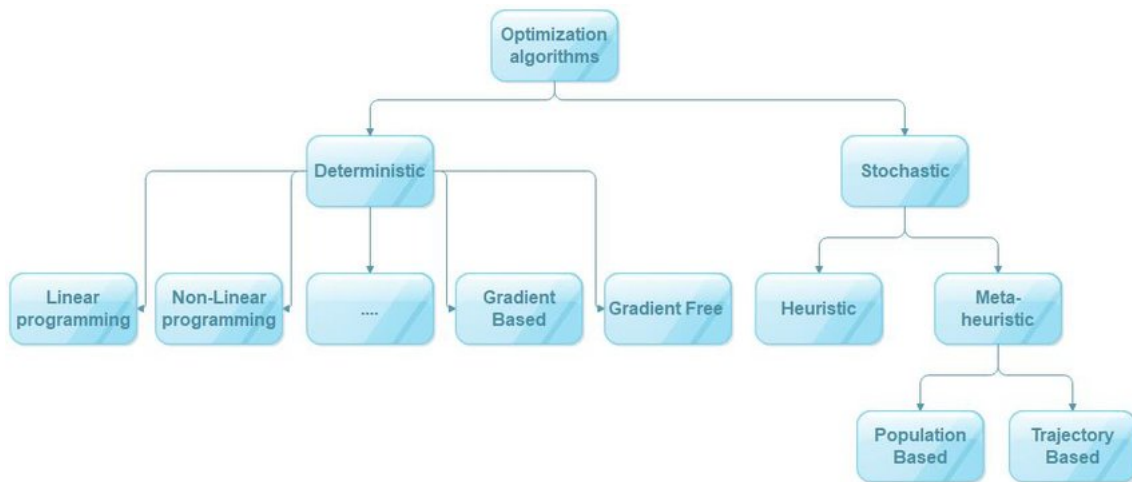 Optimization
algorithms
Deterministic
Stochastic
Linear
programming
Non-Linear
programming
....
Gradient
Based
Gradient Free
Heuristic
Meta-
heuristic
Population
Based
Trajectory
Based